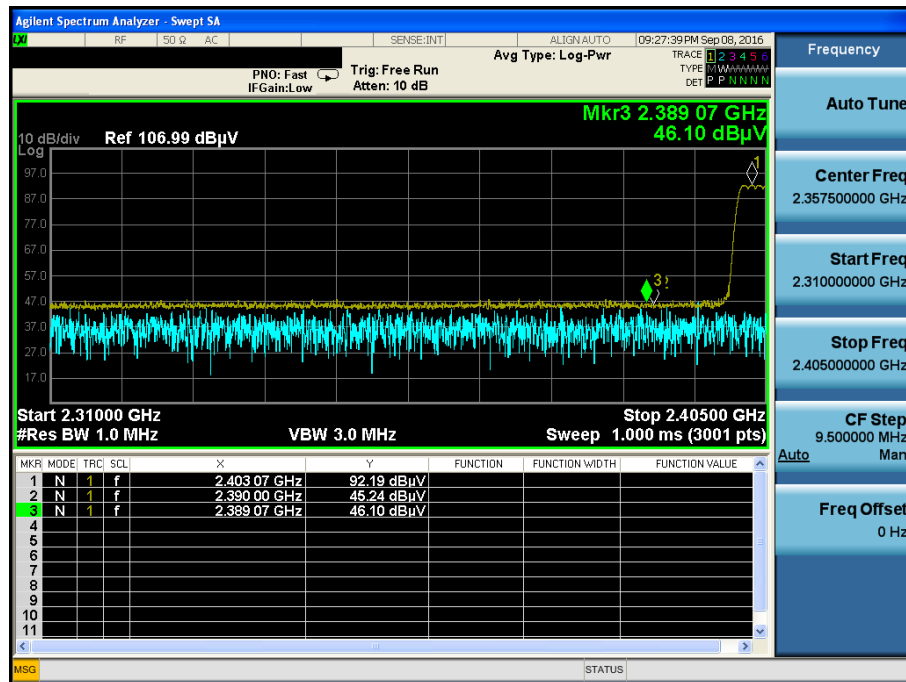 Agilent Spectrum Analyzer - Swept SA
LXI RF 50 Ω AC SENSE:INT ALIGN AUTO 09:27:39 PM Sep 08, 2016
Frequency
Avg Type: Log-Pwr
TRACE 1 2 3 4 5 6
PNO: Fast Trig: Free Run
TYPE M W W W W W
IFGain:Low Atten: 10 dB
DET P P N N N N
Auto Tune
Mkr3 2.389 07 GHz
46.10 dBµV
10 dB/div Ref 106.99 dBµV
Log
97.0
87.0
77.0
67.0
57.0
47.0
37.0
27.0
17.0
1
3
Center Freq
2.357500000 GHz
Start Freq
2.310000000 GHz
Stop Freq
2.405000000 GHz
Start 2.31000 GHz Stop 2.40500 GHz
#Res BW 1.0 MHz VBW 3.0 MHz Sweep 1.000 ms (3001 pts)
CF Step
9.500000 MHz
Auto Man
MKR MODE TRC SCL X Y FUNCTION FUNCTION WIDTH FUNCTION VALUE
1 N 1 f 2.403 07 GHz 92.19 dBµV
2 N 1 f 2.390 00 GHz 45.24 dBµV
3 N 1 f 2.389 07 GHz 46.10 dBµV
4
5
6
7
8
9
10
11
Freq Offset
0 Hz
MSG STATUS